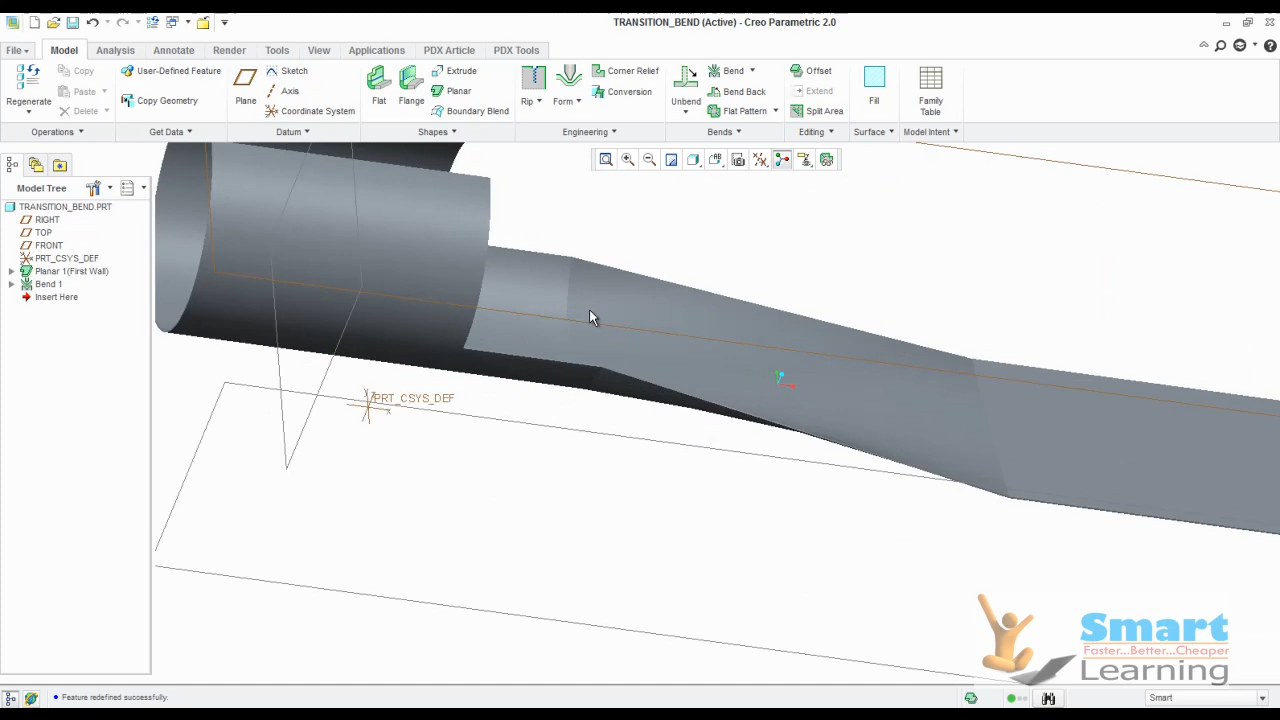 TRANSITION_BEND (Active) - Creo Parametric 2.0
File
Model
Analysis
Annotate
Render
Tools
View
Applications
PDX Article
PDX Tools
Regenerate
Copy
Paste
Delete
Operations
User-Defined Feature
Copy Geometry
Get Data
Plane
Sketch
Axis
Coordinate System
Datum
Flat
Flange
Extrude
Planar
Boundary Blend
Shapes
Rip
Form
Corner Relief
Conversion
Engineering
Unbend
Bend
Bend Back
Flat Pattern
Bends
Offset
Extend
Split Area
Editing
Fill
Surface
Family
Table
Model Intent
Model Tree
TRANSITION_BEND.PRT
RIGHT
TOP
FRONT
PRT_CSYS_DEF
Planar 1(First Wall)
Bend 1
Insert Here
PRT_CSYS_DEF
x
Smart
Faster...Better...Cheaper
Learning
Feature redefined successfully.
Smart